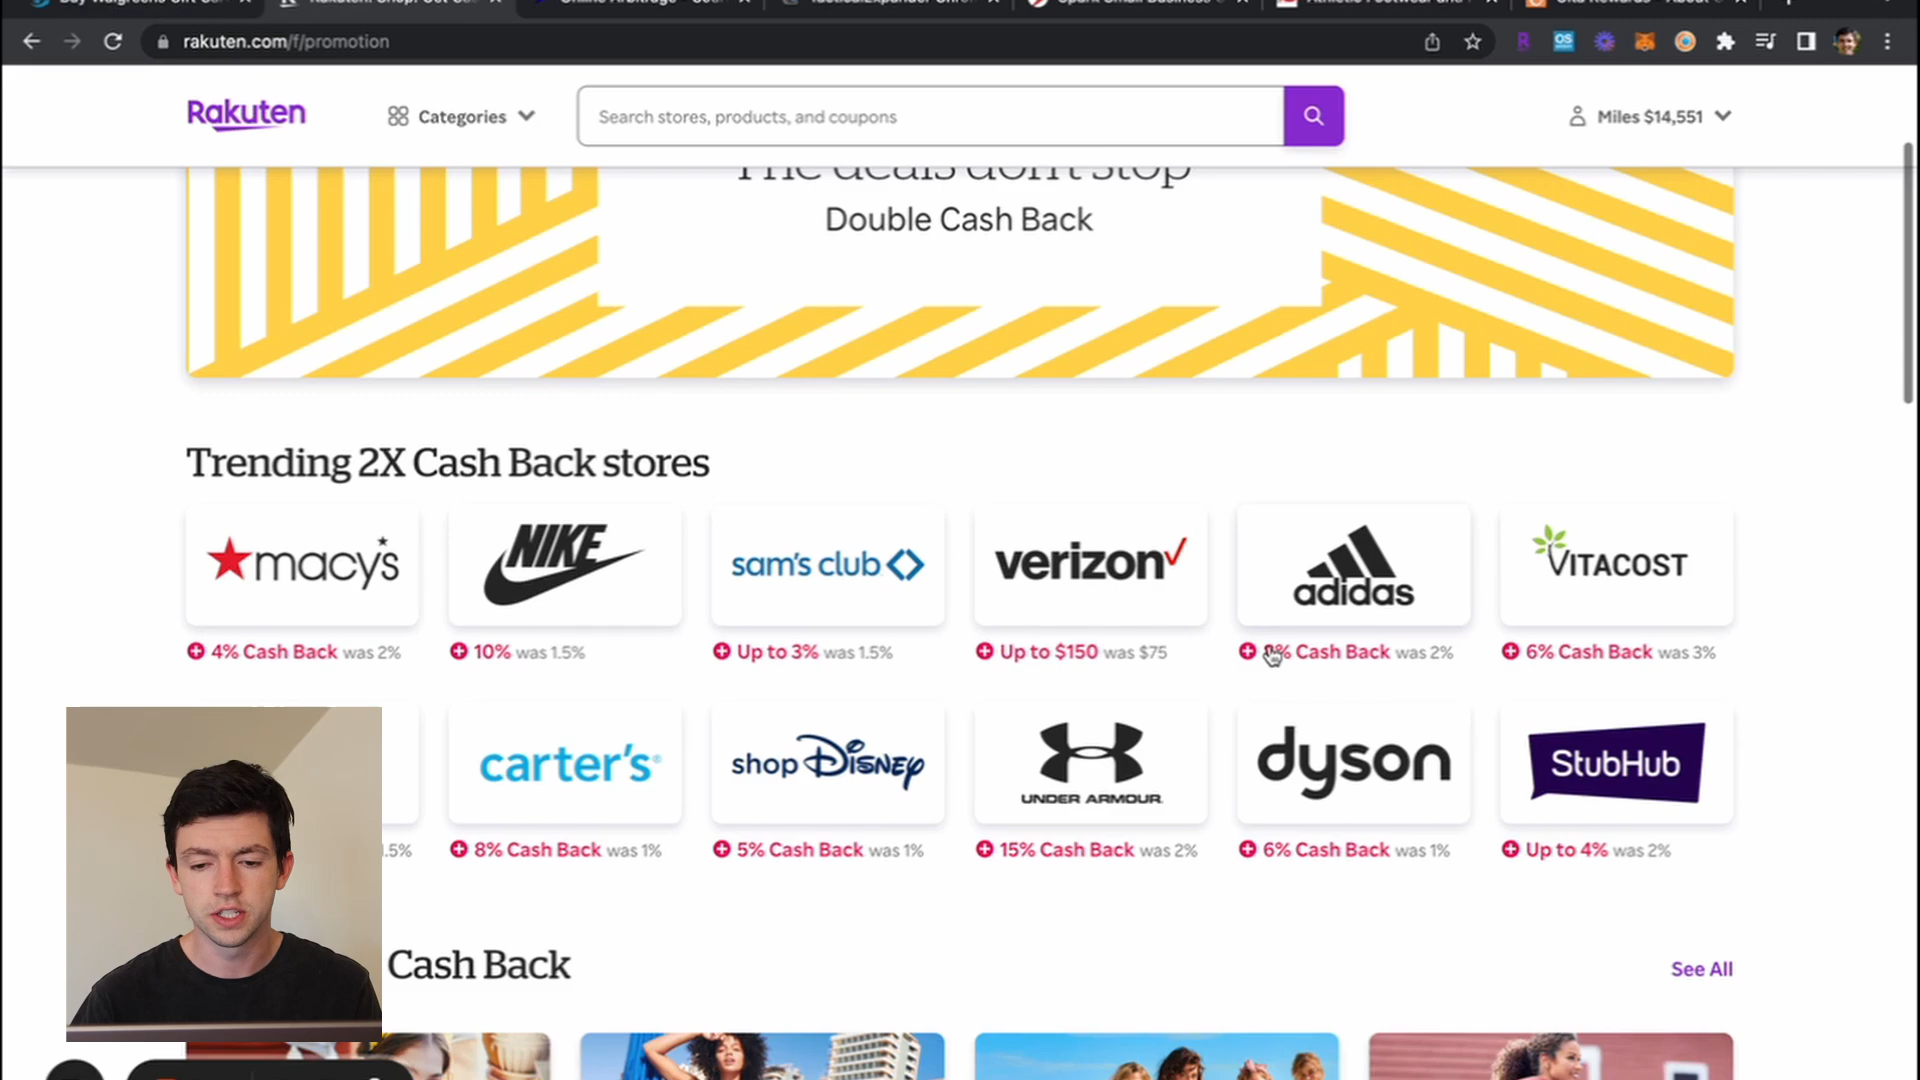 rakuten.com/f/promotion
Rakuten
Categories
Search stores, products, and coupons
Miles $14,551
The deals don't stop
Double Cash Back
Trending 2X Cash Back stores
★macy's
NIKE
sam's club
verizon✓
adidas
VITACOST
4% Cash Back was 2%
10% was 1.5%
Up to 3% was 1.5%
Up to $150 was $75
% Cash Back was 2%
6% Cash Back was 3%
carter's
shop Disney
UNDER ARMOUR
dyson
StubHub
.5%
8% Cash Back was 1%
5% Cash Back was 1%
15% Cash Back was 2%
6% Cash Back was 1%
Up to 4% was 2%
Cash Back
See All